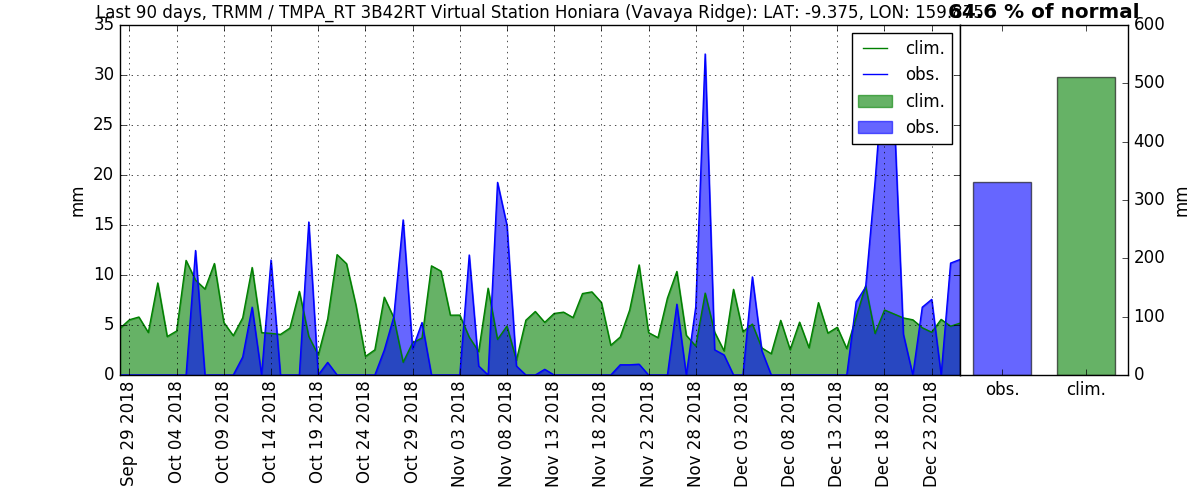 Last 90 days, TRMM / TMPA_RT 3B42RT Virtual Station Honiara (Vavaya Ridge): LAT: -9.375, LON:
64.6 % of normal
35
30
25
20
15
10
5
0
mm
clim.
obs.
clim.
obs.
600
500
400
300
200
100
0
mm
obs.
clim.
Sep 29 2018
Oct 04 2018
Oct 09 2018
Oct 14 2018
Oct 19 2018
Oct 24 2018
Oct 29 2018
Nov 03 2018
Nov 08 2018
Nov 13 2018
Nov 18 2018
Nov 23 2018
Nov 28 2018
Dec 03 2018
Dec 08 2018
Dec 13 2018
Dec 18 2018
Dec 23 2018